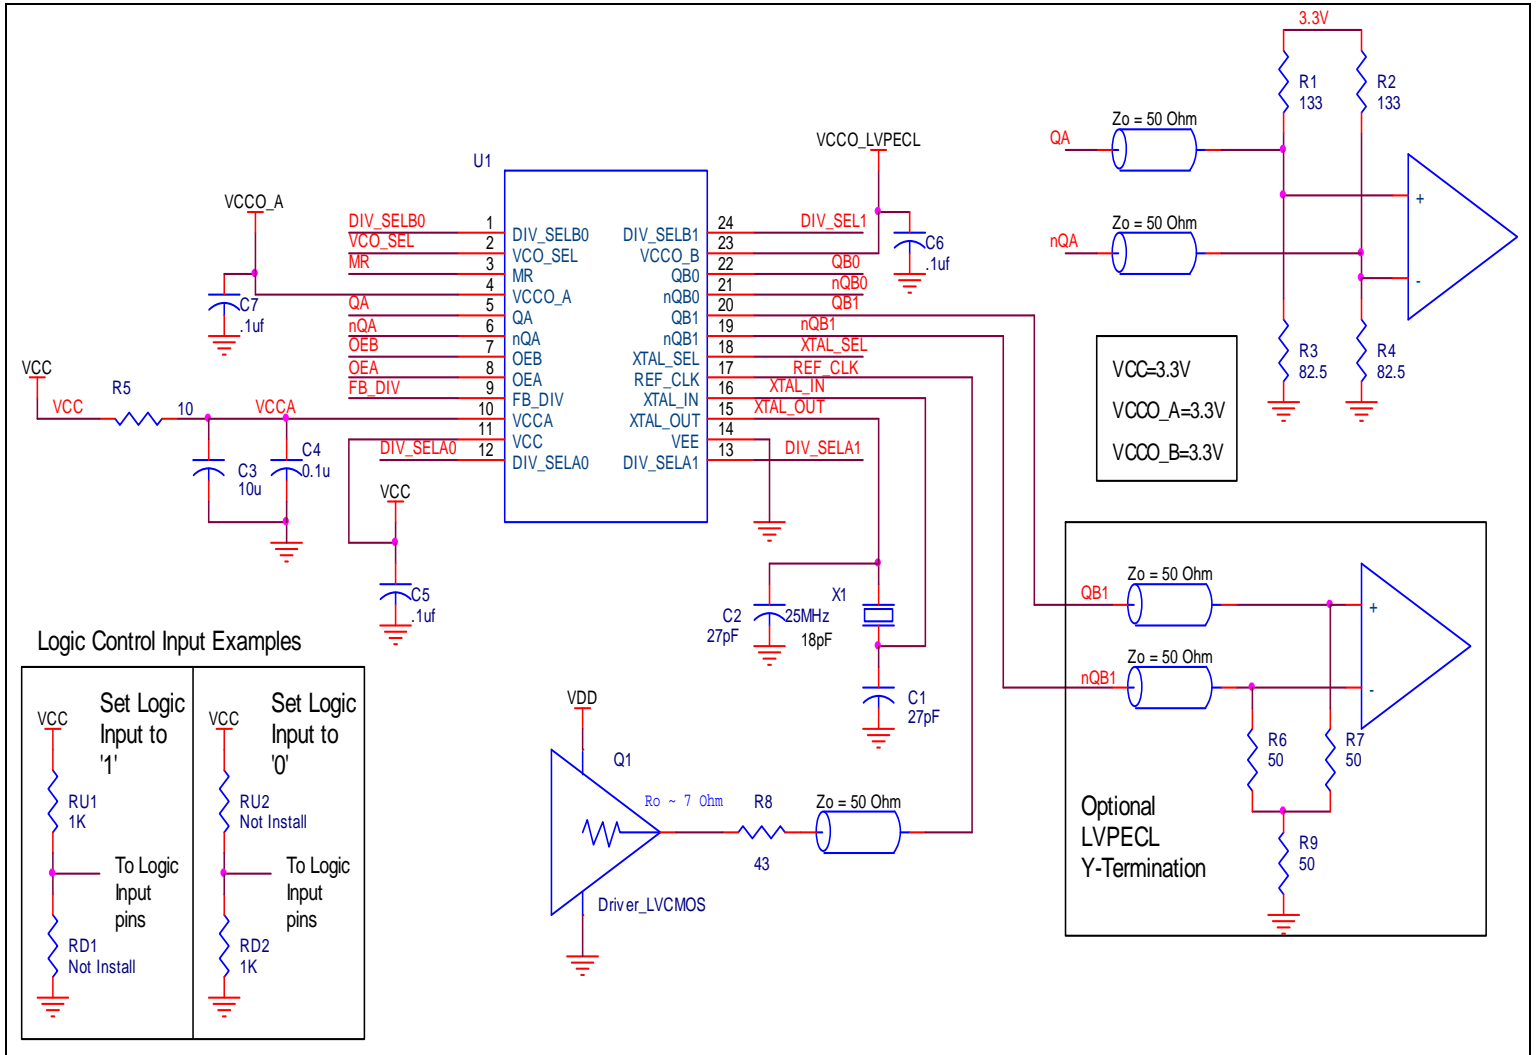 3.3V
R1
133
R2
133
Zo = 50 Ohm
QA
Zo = 50 Ohm
nQA
+
-
R3
82.5
R4
82.5
VCC=3.3V
VCCO_A=3.3V
VCCO_B=3.3V
U1
VCCO_LVPECL
VCCO_A
C6
.1uf
C7
.1uf
DIV_SELB0
VCO_SEL
MR
QA
nQA
OEB
OEA
FB_DIV
DIV_SELA0
1
2
3
4
5
6
7
8
9
10
11
12
DIV_SELB0
VCO_SEL
MR
VCCO_A
QA
nQA
OEB
OEA
FB_DIV
VCCA
VCC
DIV_SELA0
DIV_SELB1
VCCO_B
QB0
nQB0
QB1
nQB1
XTAL_SEL
REF_CLK
XTAL_IN
XTAL_OUT
VEE
DIV_SELA1
24
23
22
21
20
19
18
17
16
15
14
13
DIV_SEL1
QB0
nQB0
QB1
nQB1
XTAL_SEL
REF_CLK
XTAL_IN
XTAL_OUT
DIV_SELA1
VCC
VCC
R5
10
VCCA
C3
10u
C4
0.1u
VCC
C5
.1uf
C2
27pF
X1
25MHz
18pF
C1
27pF
QB1
Zo = 50 Ohm
nQB1
Zo = 50 Ohm
+
-
R6
50
R7
50
R9
50
Optional
LVPECL
Y-Termination
VDD
Q1
Ro ~ 7 Ohm
R8
43
Zo = 50 Ohm
Driver_LVCMOS
Logic Control Input Examples
Set Logic
Input to
'1'
VCC
RU1
1K
To Logic
Input
pins
RD1
Not Install
Set Logic
Input to
'0'
VCC
RU2
Not Install
To Logic
Input
pins
RD2
1K